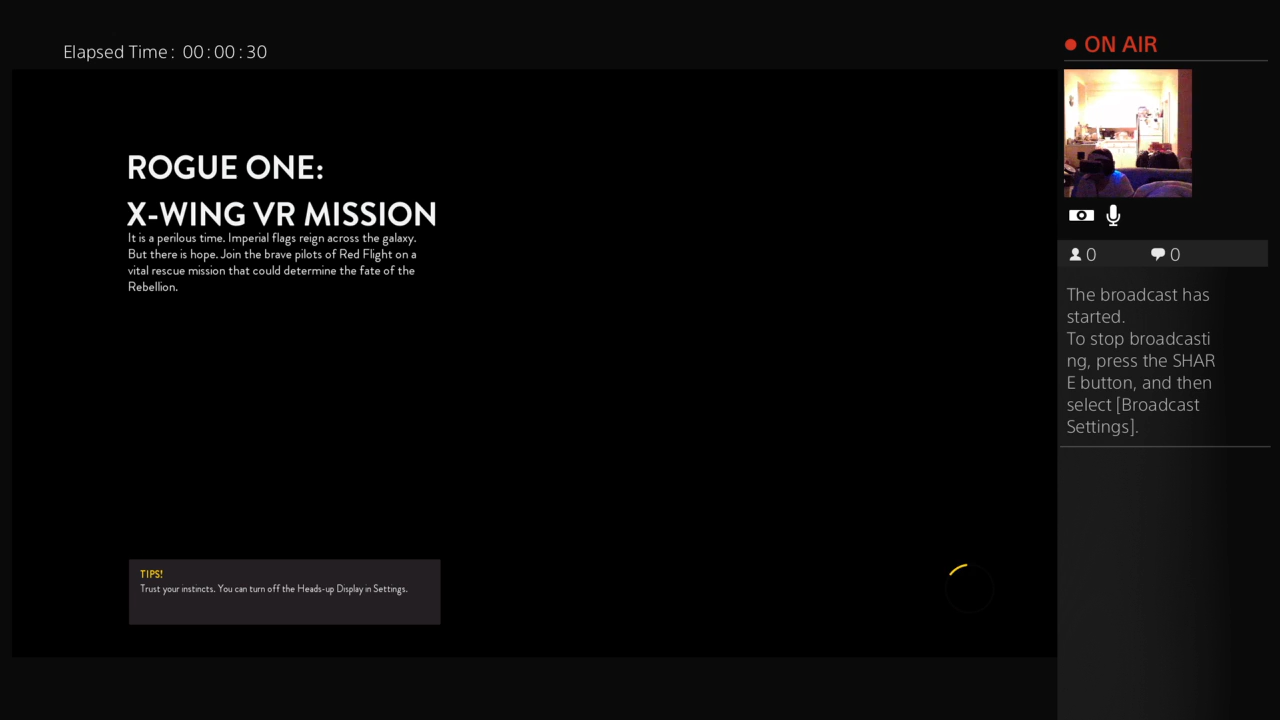 Elapsed Time: 00:00:30
ON AIR
ROGUE ONE:
X-WING VR MISSION
It is a perilous time. Imperial flags reign across the galaxy.
But there is hope. Join the brave pilots of Red Flight on a
vital rescue mission that could determine the fate of the
Rebellion.
TIPS!
Trust your instincts. You can turn off the Heads-up Display in Settings.
0
0
The broadcast has
started.
To stop broadcasti
ng, press the SHAR
E button, and then
select [Broadcast
Settings].